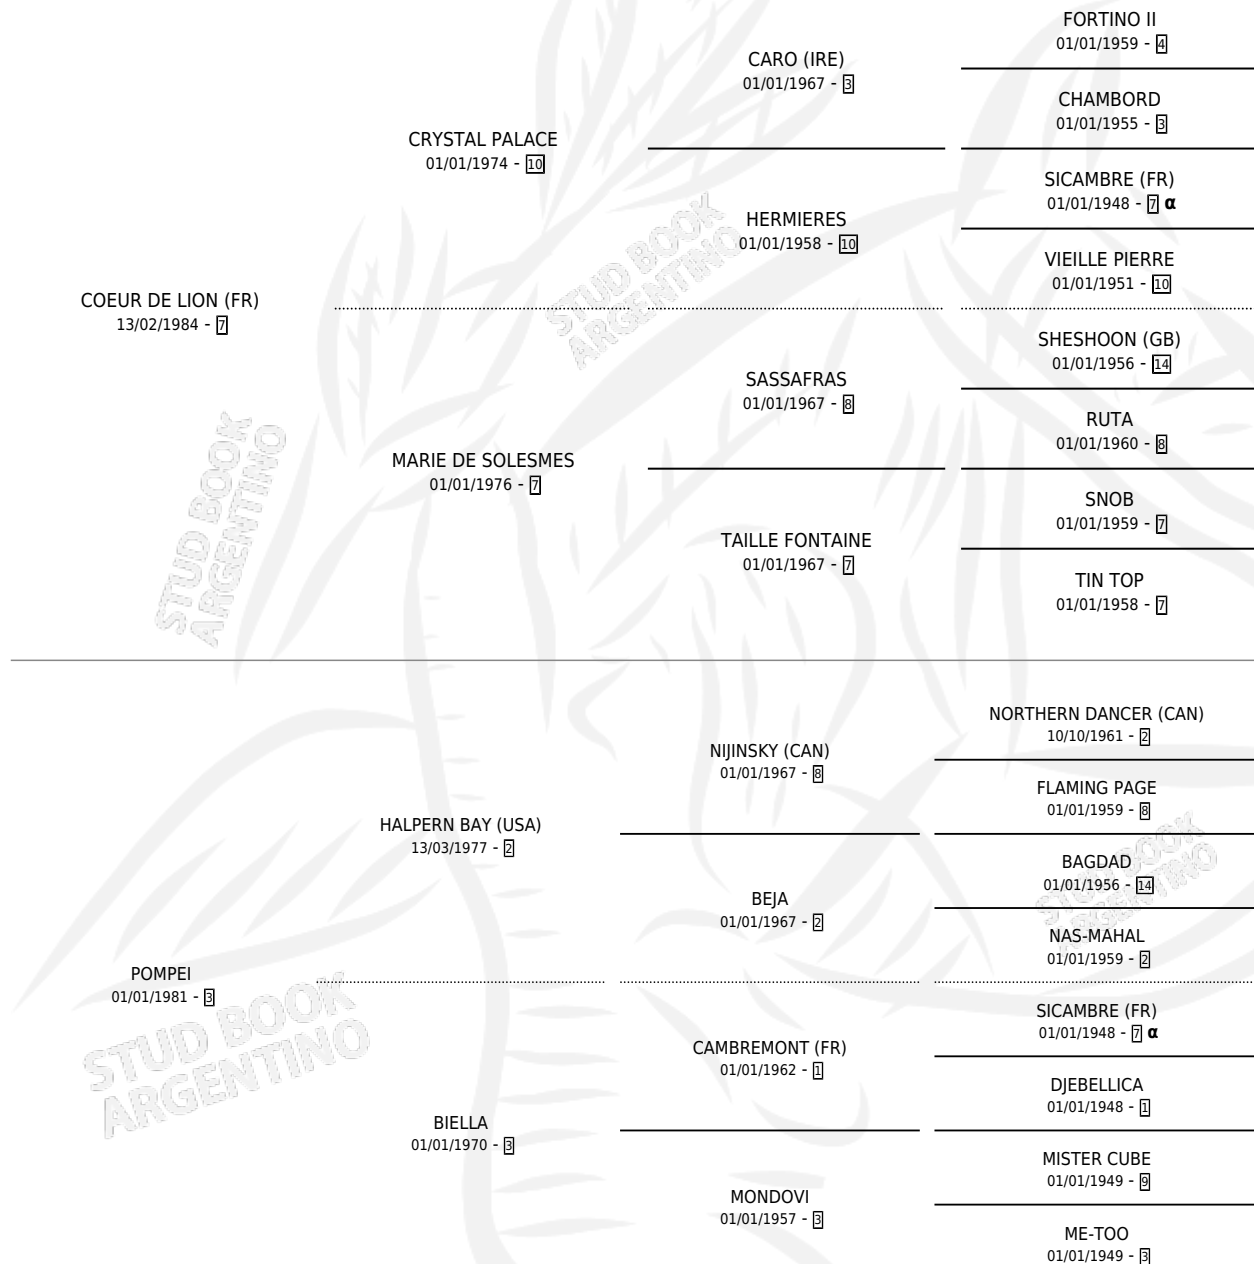 FORTINO II
01/01/1959 - 4
CARO (IRE)
01/01/1967 - 3
CHAMBORD
01/01/1955 - 3
CRYSTAL PALACE
01/01/1974 - 10
SICAMBRE (FR)
01/01/1948 - 7 α
HERMIERES
01/01/1958 - 10
VIEILLE PIERRE
01/01/1951 - 10
COEUR DE LION (FR)
13/02/1984 - 7
SHESHOON (GB)
01/01/1956 - 14
SASSAFRAS
01/01/1967 - 8
RUTA
01/01/1960 - 8
MARIE DE SOLESMES
01/01/1976 - 7
SNOB
01/01/1959 - 7
TAILLE FONTAINE
01/01/1967 - 7
TIN TOP
01/01/1958 - 7
NORTHERN DANCER (CAN)
10/10/1961 - 2
NIJINSKY (CAN)
01/01/1967 - 8
FLAMING PAGE
01/01/1959 - 8
HALPERN BAY (USA)
13/03/1977 - 2
BAGDAD
01/01/1956 - 14
BEJA
01/01/1967 - 2
NAS-MAHAL
01/01/1959 - 2
POMPEI
01/01/1981 - 3
SICAMBRE (FR)
01/01/1948 - 7 α
CAMBREMONT (FR)
01/01/1962 - 1
DJEBELLICA
01/01/1948 - 1
BIELLA
01/01/1970 - 3
MISTER CUBE
01/01/1949 - 9
MONDOVI
01/01/1957 - 3
ME-TOO
01/01/1949 - 3
STUD BOOK
ARGENTINO
STUD BOOK
ARGENTINO
STUD BOOK
ARGENTINO
STUD BOOK
ARGENTINO